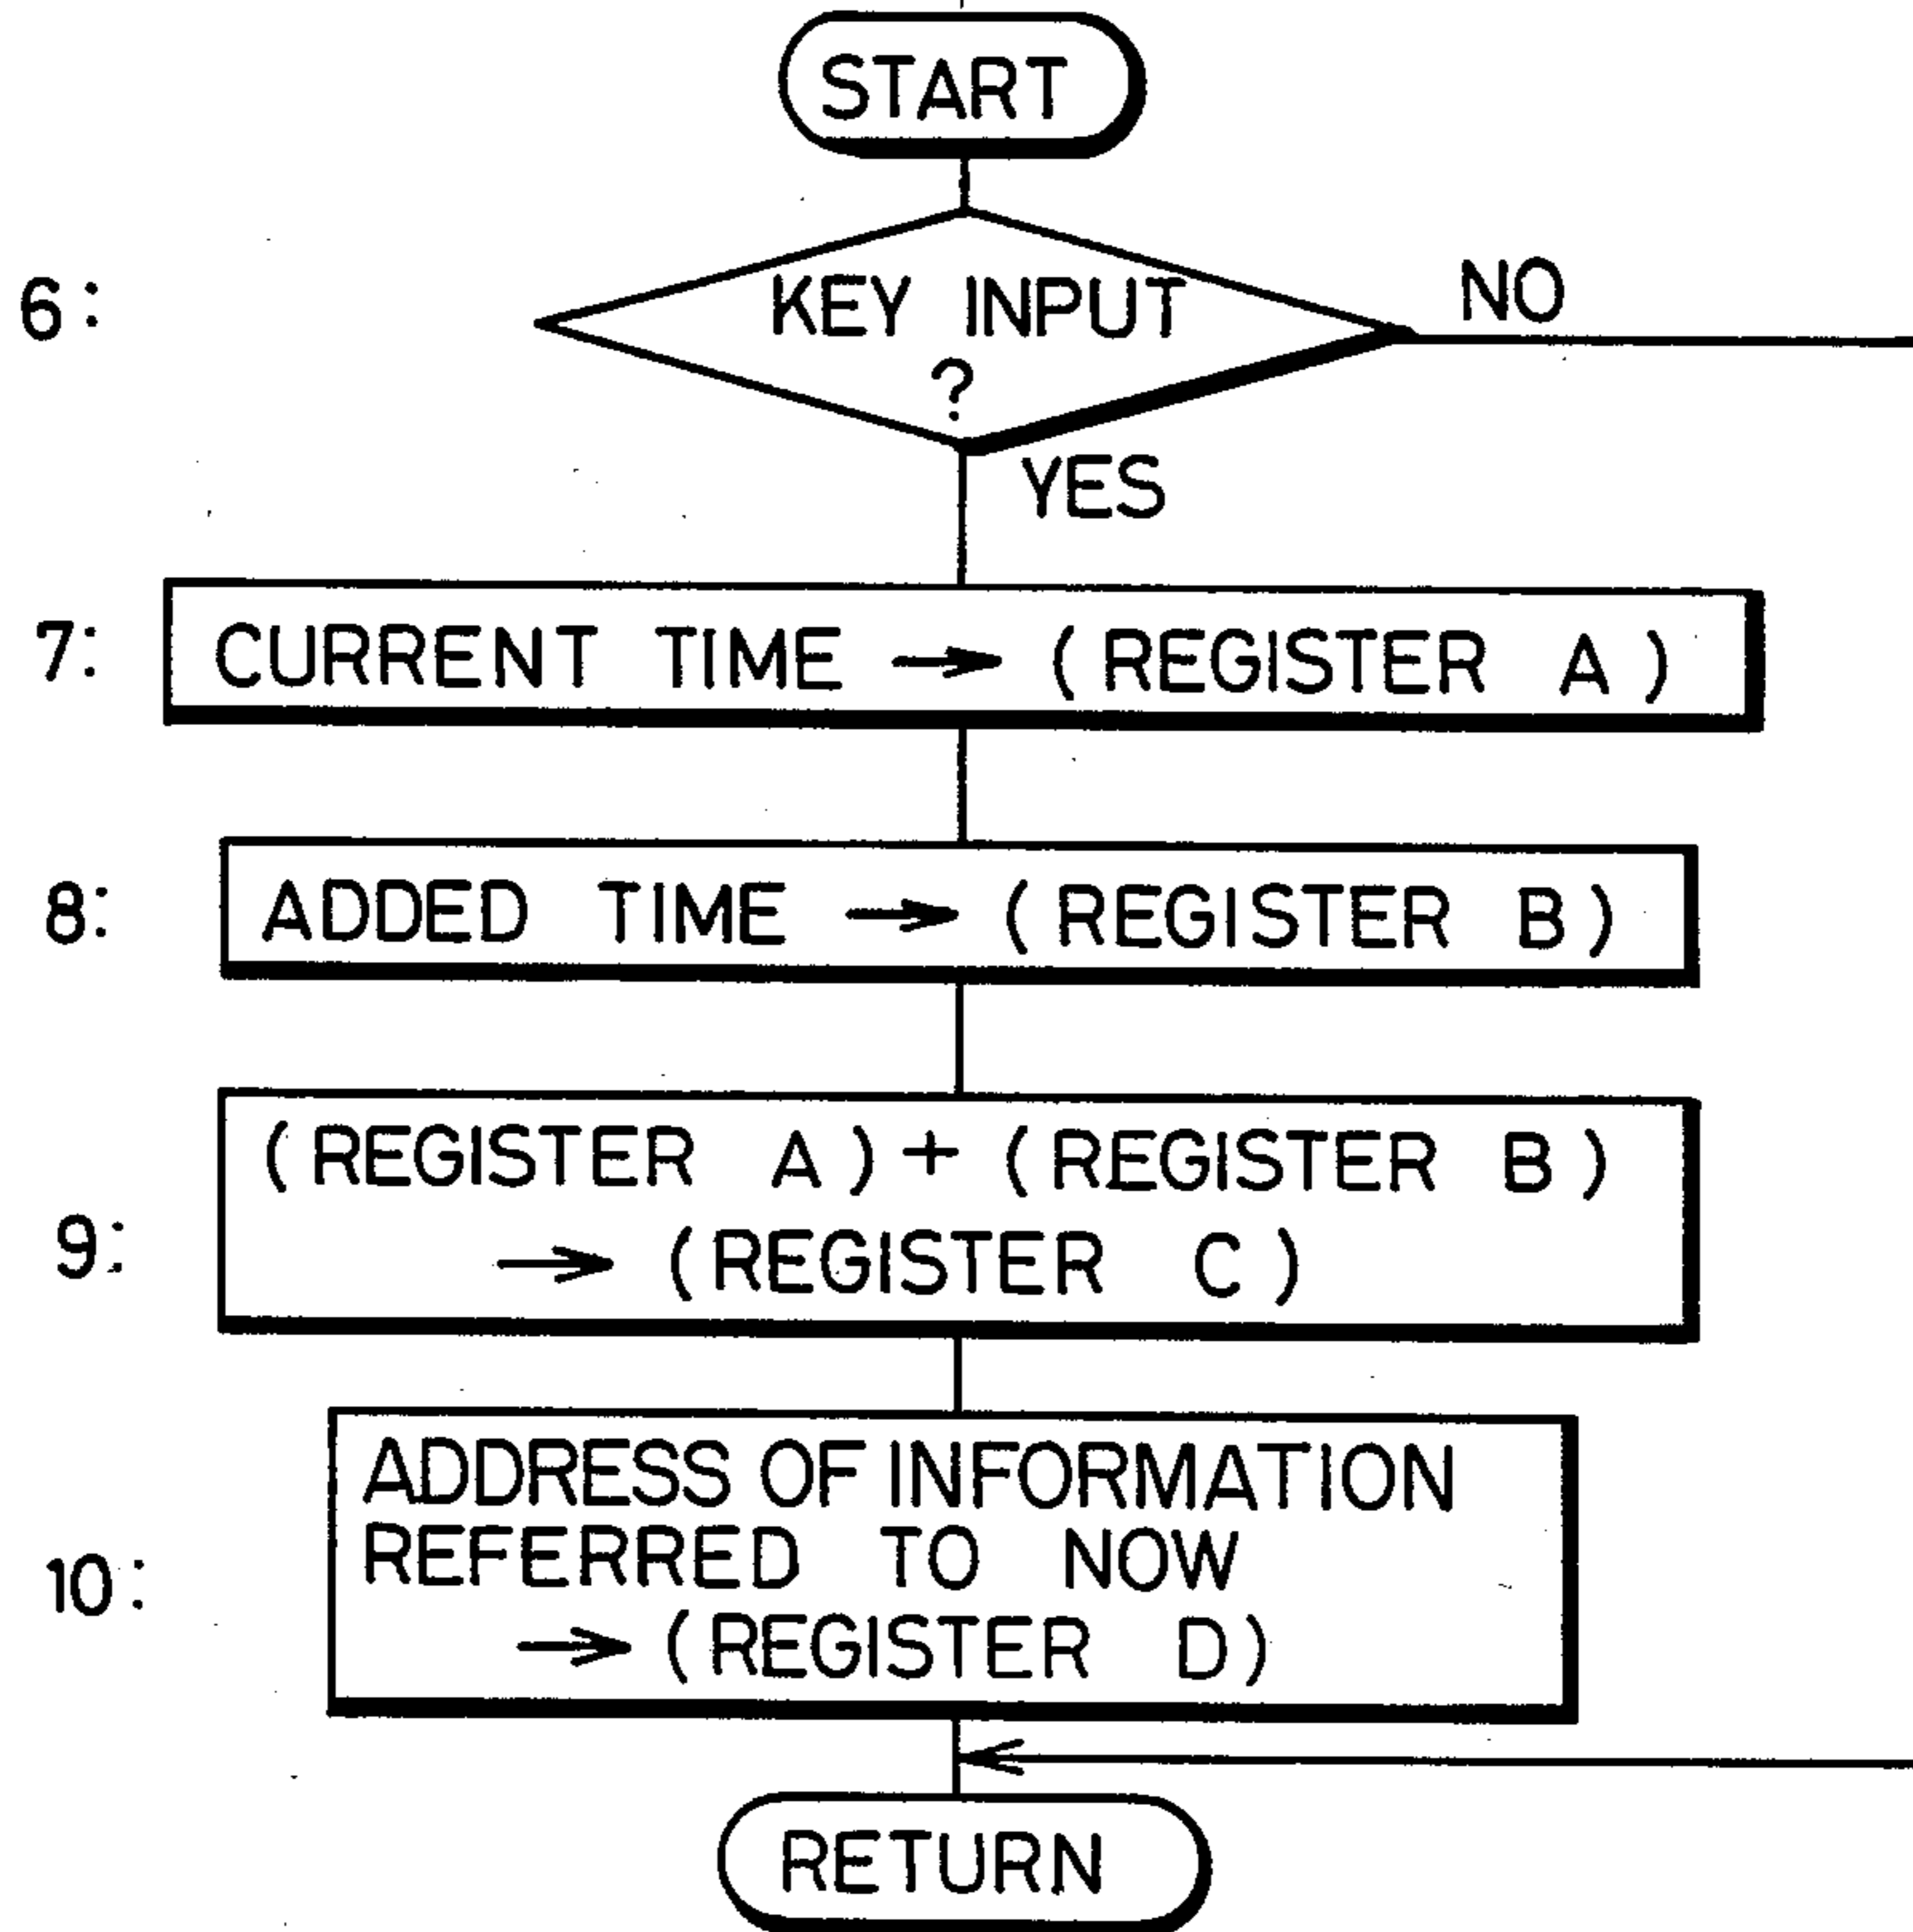 START
6: KEY INPUT NO
?
YES
7: CURRENT TIME → (REGISTER A)
8: ADDED TIME → (REGISTER B)
(REGISTER A) + (REGISTER B)
9: → (REGISTER C)
ADDRESS OF INFORMATION
10: REFERRED TO NOW
→ (REGISTER D)
RETURN